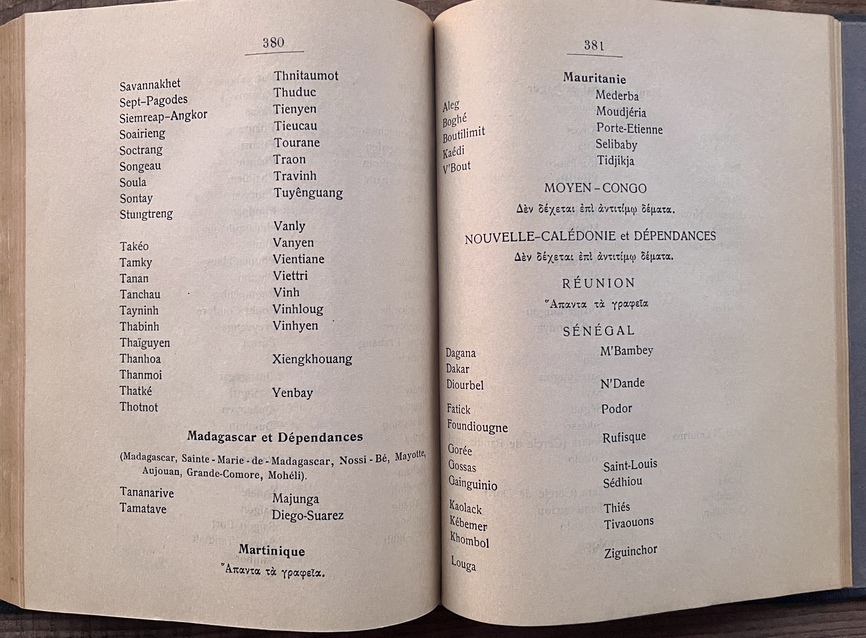 380
Savannakhet
Sept-Pagodes
Siemreap-Angkor
Soairieng
Soctrang
Songeau
Soula
Sontay
Stungtreng
Takéo
Tamky
Tanan
Tanchau
Tayninh
Thabinh
Thaïguyen
Thanhoa
Thanmoi
Thatké
Thotnot
Thnitaumot
Thuduc
Tienyen
Tieucau
Tourane
Traon
Travinh
Tuyênguang
Vanly
Vanyen
Vientiane
Viettri
Vinh
Vinhloug
Vinhyen
Xiengkhouang
Yenbay
Madagascar et Dépendances
(Madagascar, Sainte-Marie-de-Madagascar, Nossi-Bé, Mayotte,
Aujouan, Grande-Comore, Mohéli).
Tananarive
Tamatave
Majunga
Diego-Suarez
Martinique
Ἅπαντα τὰ γραφεῖα.
381
Mauritanie
Aleg
Boghé
Boutilimit
Kaédi
V'Bout
Mederba
Moudjéria
Porte-Etienne
Selibaby
Tidjikja
MOYEN-CONGO
Δὲν δέχεται ἐπὶ ἀντιτίμῳ δέματα.
NOUVELLE-CALÉDONIE et DÉPENDANCES
Δὲν δέχεται ἐπὶ ἀντιτίμῳ δέματα.
RÉUNION
Ἅπαντα τὰ γραφεῖα
SÉNÉGAL
Dagana
Dakar
Diourbel
Fatick
Foundiougne
Gorée
Gossas
Gainguinio
Kaolack
Kébemer
Khombol
Louga
M'Bambey
N'Dande
Podor
Rufisque
Saint-Louis
Sédhiou
Thiés
Tivaouons
Ziguinchor